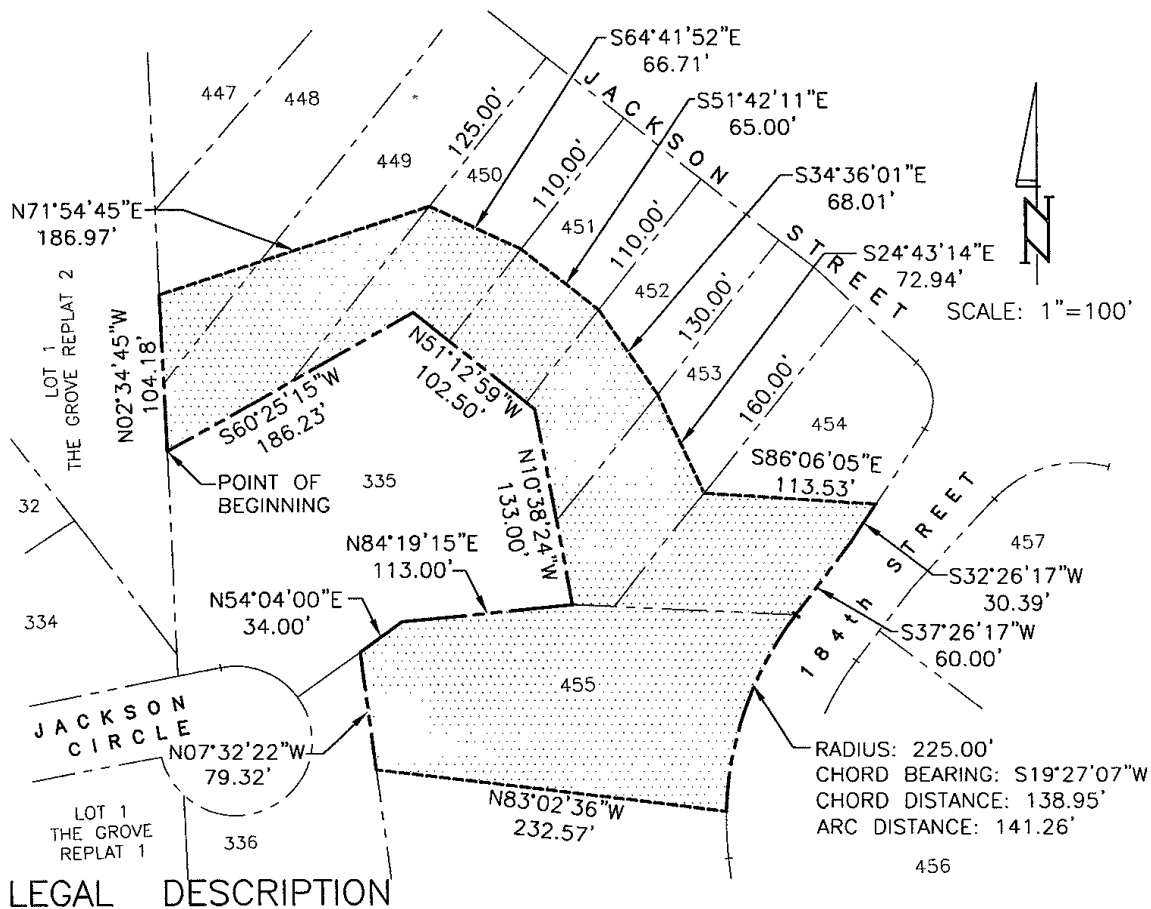 S64°41'52"E
66.71'
JACKSON STREET
S51°42'11"E
65.00'
S34°36'01"E
68.01'
S24°43'14"E
72.94'
N
SCALE: 1"=100'
447
448
449
125.00'
450
110.00'
451
110.00'
452
130.00'
453
160.00'
454
N71°54'45"E
186.97'
LOT 1
THE GROVE REPLAT 2
N02°34'45"W
104.18'
S60°25'15"W
186.23'
N51°12'59"W
102.50'
POINT OF
BEGINNING
335
N10°38'24"W
133.00'
S86°06'05"E
113.53'
184th STREET
457
32
334
N84°19'15"E
113.00'
N54°04'00"E
34.00'
S32°26'17"W
30.39'
S37°26'17"W
60.00'
455
JACKSON
CIRCLE
N07°32'22"W
79.32'
N83°02'36"W
232.57'
RADIUS: 225.00'
CHORD BEARING: S19°27'07"W
CHORD DISTANCE: 138.95'
ARC DISTANCE: 141.26'
LOT 1
THE GROVE
REPLAT 1
336
456
LEGAL DESCRIPTION